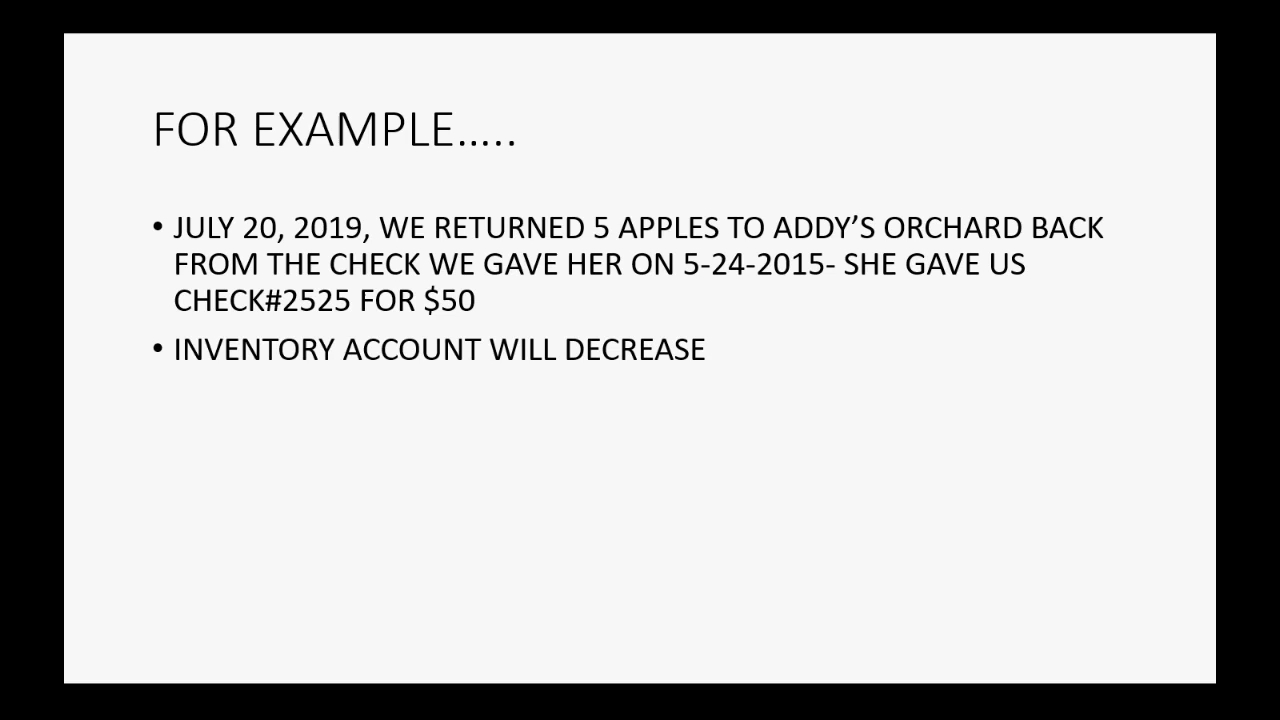 FOR EXAMPLE…..
• JULY 20, 2019, WE RETURNED 5 APPLES TO ADDY’S ORCHARD BACK
FROM THE CHECK WE GAVE HER ON 5-24-2015- SHE GAVE US
CHECK#2525 FOR $50
• INVENTORY ACCOUNT WILL DECREASE